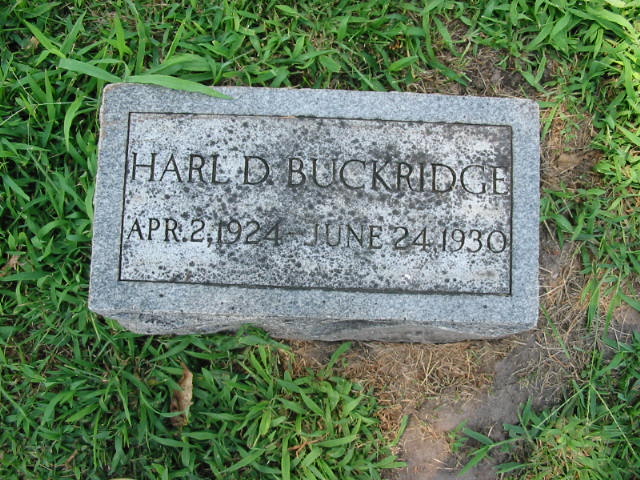 HARL D. BUCKRIDGE
APR. 2, 1924 – JUNE 24, 1930